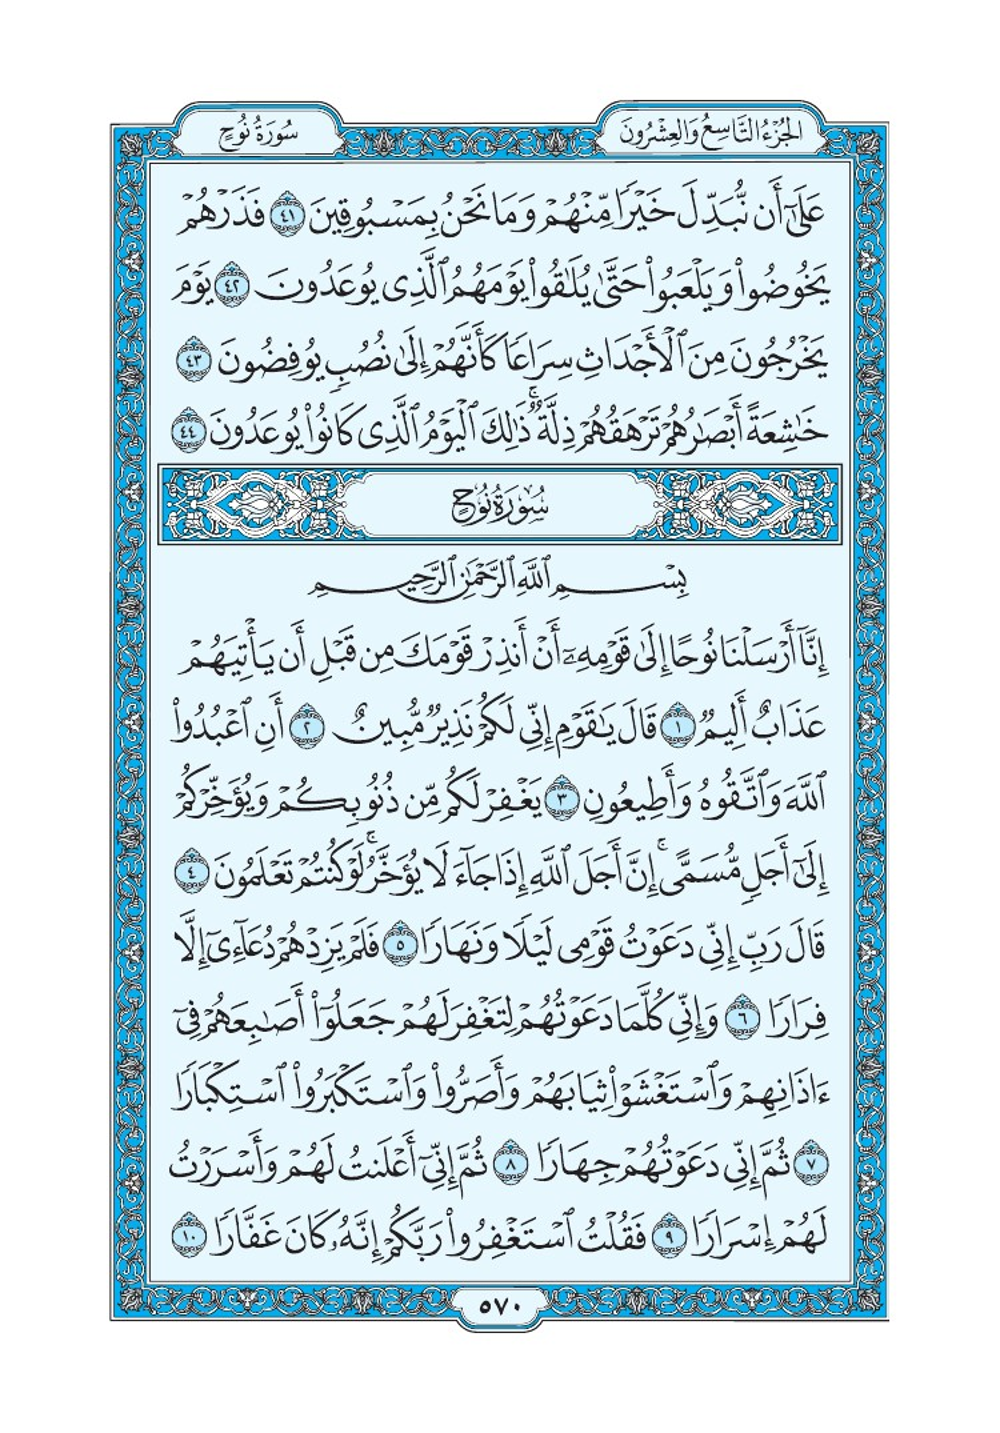 الجُزْءُ التَّاسِعُ وَالعِشْرُونَ
سُورَةُ نُوحٍ
عَلَىٰٓ أَن نُّبَدِّلَ خَيْرًا مِّنْهُمْ وَمَا نَحْنُ بِمَسْبُوقِينَ ٤١ فَذَرْهُمْ
يَخُوضُوا۟ وَيَلْعَبُوا۟ حَتَّىٰ يُلَٰقُوا۟ يَوْمَهُمُ ٱلَّذِى يُوعَدُونَ ٤٢ يَوْمَ
يَخْرُجُونَ مِنَ ٱلْأَجْدَاثِ سِرَاعًا كَأَنَّهُمْ إِلَىٰ نُصُبٍ يُوفِضُونَ ٤٣
خَٰشِعَةً أَبْصَٰرُهُمْ تَرْهَقُهُمْ ذِلَّةٌ ۚ ذَٰلِكَ ٱلْيَوْمُ ٱلَّذِى كَانُوا۟ يُوعَدُونَ ٤٤
سُورَةُ نُوحٍ
بِسْمِ ٱللَّهِ ٱلرَّحْمَٰنِ ٱلرَّحِيمِ
إِنَّآ أَرْسَلْنَا نُوحًا إِلَىٰ قَوْمِهِۦٓ أَنْ أَنذِرْ قَوْمَكَ مِن قَبْلِ أَن يَأْتِيَهُمْ
عَذَابٌ أَلِيمٌ ١ قَالَ يَٰقَوْمِ إِنِّى لَكُمْ نَذِيرٌ مُّبِينٌ ٢ أَنِ ٱعْبُدُوا۟
ٱللَّهَ وَٱتَّقُوهُ وَأَطِيعُونِ ٣ يَغْفِرْ لَكُم مِّن ذُنُوبِكُمْ وَيُؤَخِّرْكُمْ
إِلَىٰٓ أَجَلٍ مُّسَمًّى ۚ إِنَّ أَجَلَ ٱللَّهِ إِذَا جَآءَ لَا يُؤَخَّرُ ۚ لَوْ كُنتُمْ تَعْلَمُونَ ٤
قَالَ رَبِّ إِنِّى دَعَوْتُ قَوْمِى لَيْلًا وَنَهَارًا ٥ فَلَمْ يَزِدْهُمْ دُعَآءِىٓ إِلَّا
فِرَارًا ٦ وَإِنِّى كُلَّمَا دَعَوْتُهُمْ لِتَغْفِرَ لَهُمْ جَعَلُوٓا۟ أَصَٰبِعَهُمْ فِىٓ
ءَاذَانِهِمْ وَٱسْتَغْشَوْا۟ ثِيَابَهُمْ وَأَصَرُّوا۟ وَٱسْتَكْبَرُوا۟ ٱسْتِكْبَارًا
٧ ثُمَّ إِنِّى دَعَوْتُهُمْ جِهَارًا ٨ ثُمَّ إِنِّىٓ أَعْلَنتُ لَهُمْ وَأَسْرَرْتُ
لَهُمْ إِسْرَارًا ٩ فَقُلْتُ ٱسْتَغْفِرُوا۟ رَبَّكُمْ إِنَّهُۥ كَانَ غَفَّارًا ١٠
٥٧٠